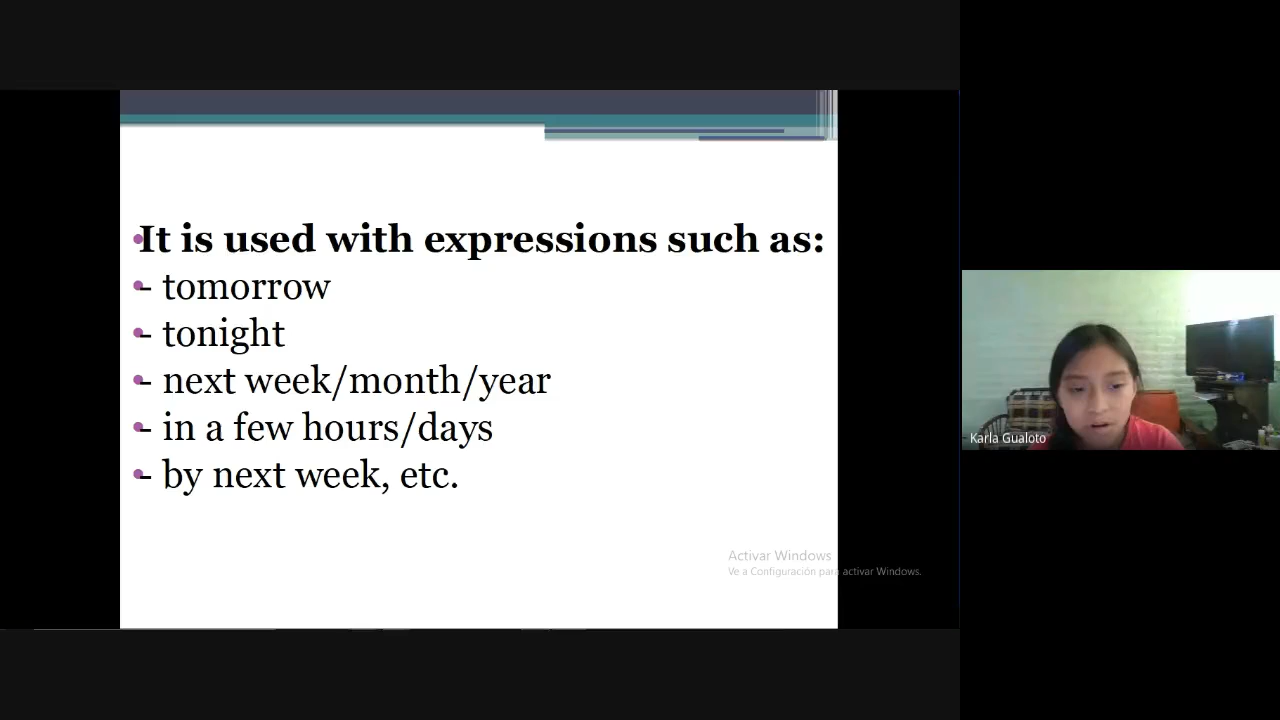 It is used with expressions such as:
- tomorrow
- tonight
- next week/month/year
- in a few hours/days
- by next week, etc.
Activar Windows
Ve a Configuración para activar Windows.
Karla Gualoto